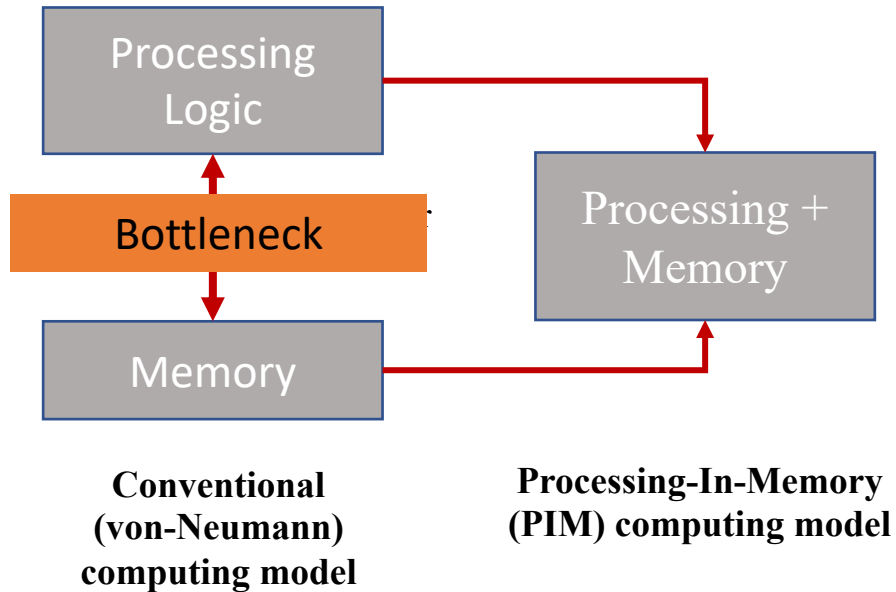 Processing
Logic
Bottleneck
r
Memory
Processing +
Memory
Conventional
(von-Neumann)
computing model
Processing-In-Memory
(PIM) computing model